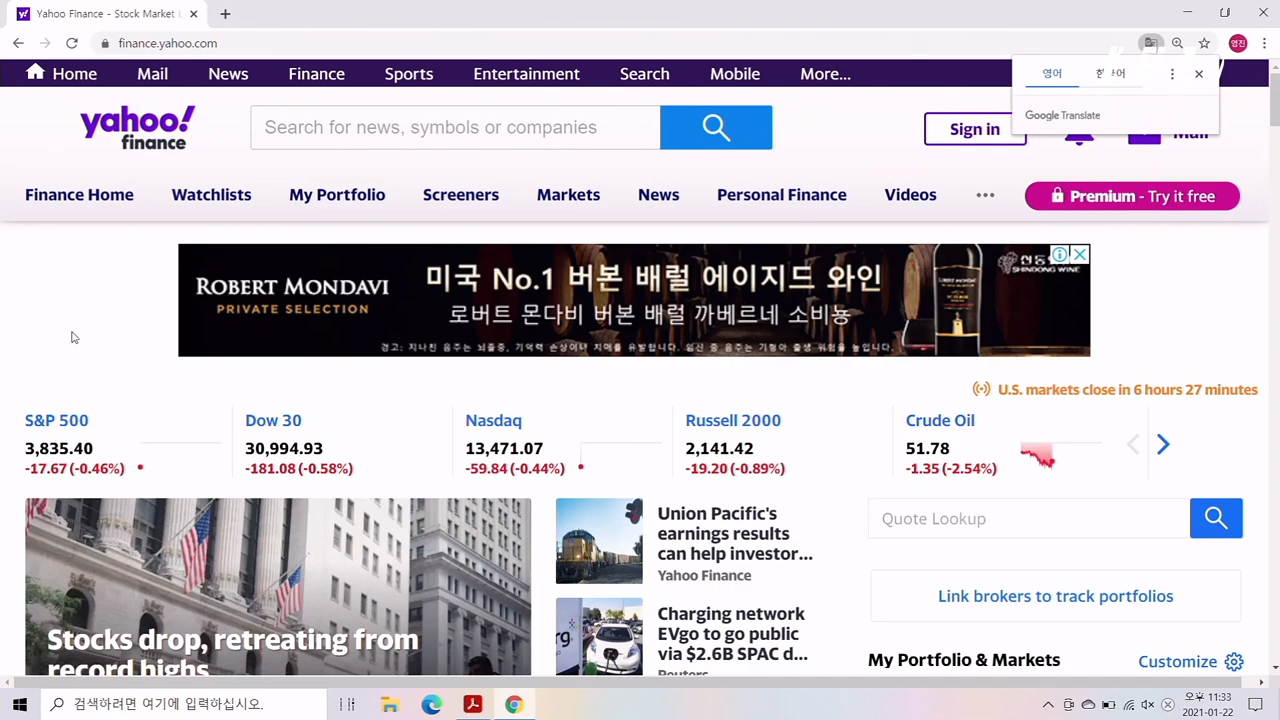 Yahoo Finance - Stock Market L
finance.yahoo.com
영진
Home Mail News Finance Sports Entertainment Search Mobile More...
영어
Google Translate
yahoo!
finance
Search for news, symbols or companies
Sign in
Mail
Finance Home Watchlists My Portfolio Screeners Markets News Personal Finance Videos
Premium - Try it free
ROBERT MONDAVI
PRIVATE SELECTION
미국 No.1 버본 배럴 에이지드 와인
로버트 몬다비 버본 배럴 까베르네 소비뇽
SHINDONG WINE
경고: 지나친 음주는 뇌졸중, 기억력 손상이나 치매를 유발합니다. 임신 중 음주는 기형아 출생 위험을 높입니다.
U.S. markets close in 6 hours 27 minutes
S&P 500
3,835.40
-17.67 (-0.46%)
Dow 30
30,994.93
-181.08 (-0.58%)
Nasdaq
13,471.07
-59.84 (-0.44%)
Russell 2000
2,141.42
-19.20 (-0.89%)
Crude Oil
51.78
-1.35 (-2.54%)
Stocks drop, retreating from
record highs
Union Pacific's
earnings results
can help investor...
Yahoo Finance
Charging network
EVgo to go public
via $2.6B SPAC d...
Reuters
Quote Lookup
Link brokers to track portfolios
My Portfolio & Markets
Customize
검색하려면 여기에 입력하십시오.
오후 11:33
2021-01-22